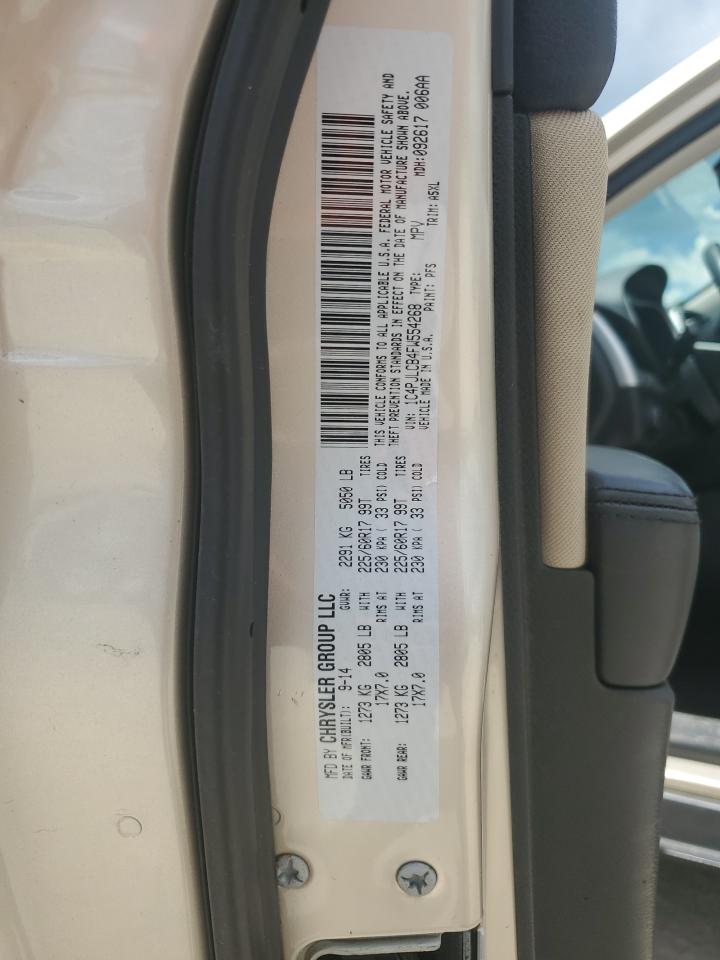 MFD BY CHRYSLER GROUP LLC
DATE OF MFR(BUILT): 9-14 GVWR: 2291 KG 5050 LB
GAWR FRONT: 1273 KG 2805 LB WITH 225/60R17 99T TIRES
17X7.0 RIMS AT 230 KPA ( 33 PSI) COLD
GAWR REAR: 1273 KG 2805 LB WITH 225/60R17 99T TIRES
17X7.0 RIMS AT 230 KPA ( 33 PSI) COLD
THIS VEHICLE CONFORMS TO ALL APPLICABLE U.S.A. FEDERAL MOTOR VEHICLE SAFETY AND
THEFT PREVENTION STANDARDS IN EFFECT ON THE DATE OF MANUFACTURE SHOWN ABOVE.
VIN: 1C4PJLCB4FW554268 TYPE: MPV MDH:092617 006AA
VEHICLE MADE IN U.S.A. PAINT: PFS TRIM: A5XL